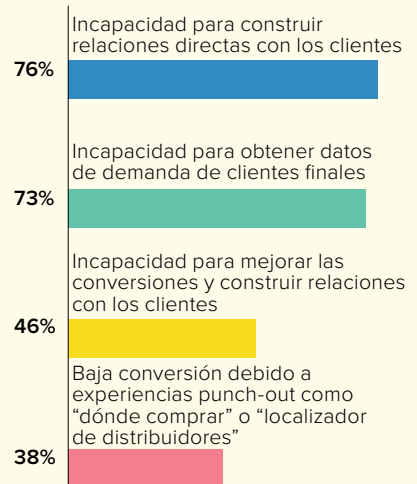 Incapacidad para construir
relaciones directas con los clientes
76%
Incapacidad para obtener datos
de demanda de clientes finales
73%
Incapacidad para mejorar las
conversiones y construir relaciones
con los clientes
46%
Baja conversión debido a
experiencias punch-out como
“dónde comprar” o “localizador
de distribuidores”
38%